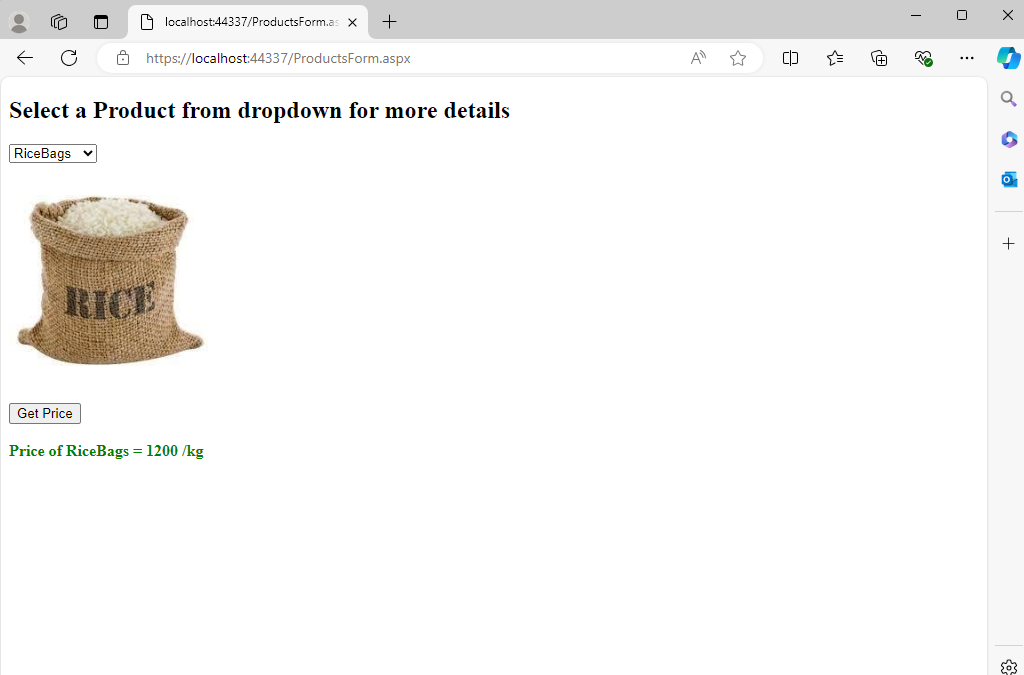 localhost:44337/ProductsForm.as
https://localhost:44337/ProductsForm.aspx
Select a Product from dropdown for more details
RiceBags
RICE
Get Price
Price of RiceBags = 1200 /kg